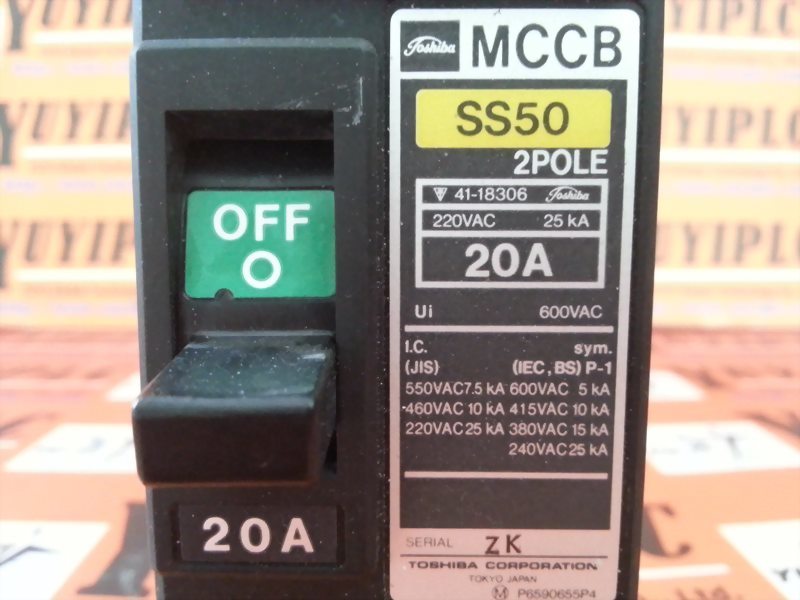 Toshiba MCCB
SS50
2POLE
41-18306 Toshiba
220VAC 25 kA
20A
Ui 600VAC
I.C. sym.
(JIS) (IEC, BS) P-1
550VAC 7.5 kA 600VAC 5 kA
460VAC 10 kA 415VAC 10 kA
220VAC 25 kA 380VAC 15 kA
240VAC 25 kA
SERIAL ZK
TOSHIBA CORPORATION
TOKYO JAPAN
M P6590655P4
OFF
O
20A
YUYIPLC
YUYIPLC